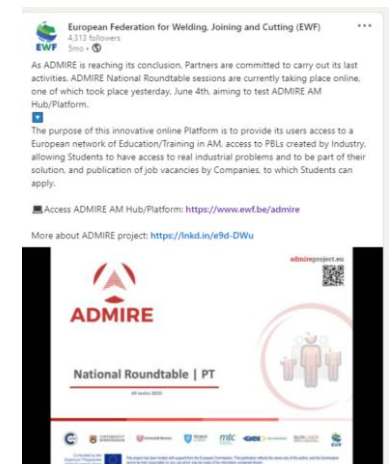 European Federation for Welding, Joining and Cutting (EWF)
4,313 followers
5mo •
As ADMIRE is reaching its conclusion, Partners are committed to carry out its last
activities. ADMIRE National Roundtable sessions are currently taking place online,
one of which took place yesterday, June 4th, aiming to test ADMIRE AM
Hub/Platform.
The purpose of this innovative online Platform is to provide its users access to a
European network of Education/Training in AM, access to PBLs created by Industry,
allowing Students to have access to real industrial problems and to be part of their
solution, and publication of job vacancies by Companies, to which Students can
apply.
Access ADMIRE AM Hub/Platform: https://www.ewf.be/admire
More about ADMIRE project: https://lnkd.in/e9d-DWu
admireproject.eu
ADMIRE
National Roundtable | PT
mtc
EWF